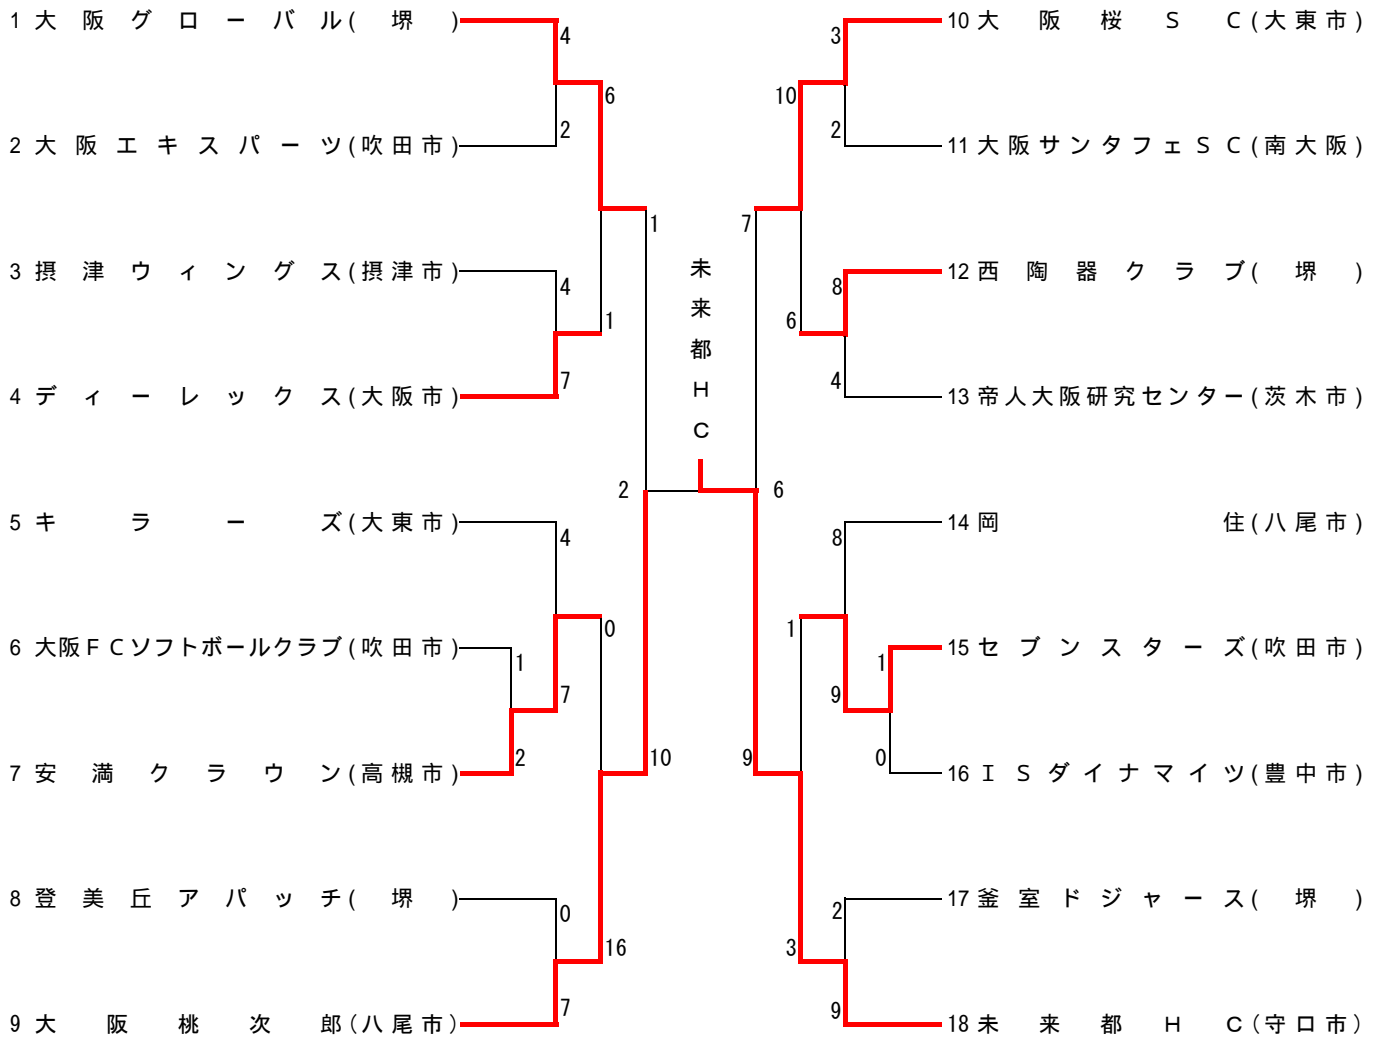 1 大阪グローバル(堺)
4
6
2
2 大阪エキスパーツ(吹田市)
1
3 摂津ウィングス(摂津市)
4
1
7
4 ディーレックス(大阪市)
2
5 キラーズ(大東市)
4
0
6 大阪FCソフトボールクラブ(吹田市)
1
7
2
10
7 安満クラウン(高槻市)
8 登美丘アパッチ(堺)
0
16
7
9 大阪桃次郎(八尾市)
未来都HC
10 大阪桜SC(大東市)
3
10
2
11 大阪サンタフェSC(南大阪)
7
12 西陶器クラブ(堺)
8
6
4
13 帝人大阪研究センター(茨木市)
6
14 岡住(八尾市)
8
1
15 セブンスターズ(吹田市)
1
9
0
9
16 ISダイナマイツ(豊中市)
17 釜室ドジャース(堺)
2
3
9
18 未来都HC(守口市)